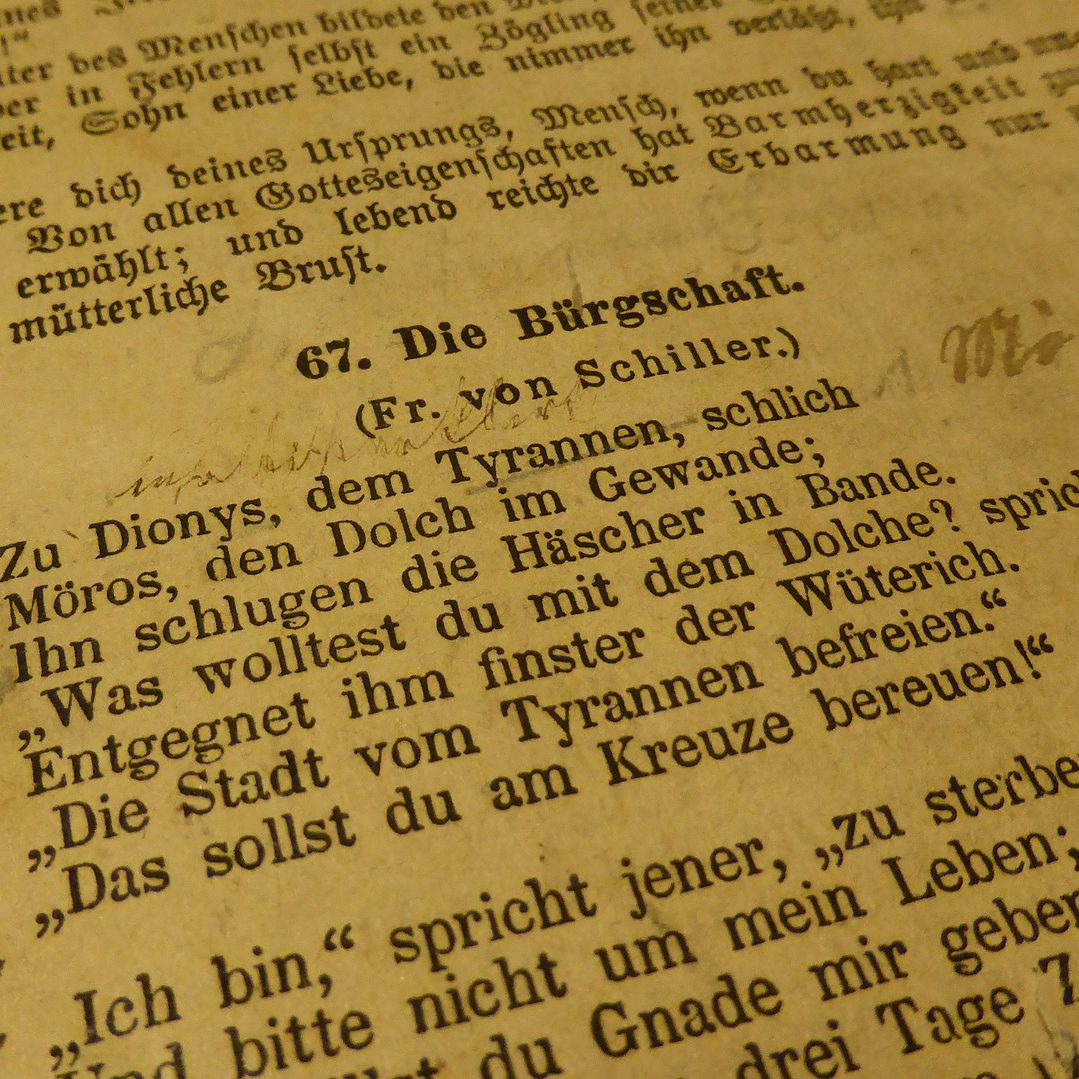 des Menschen bildete den
in Fehlern selbst ein Zögling seiner
Sohn einer Liebe, die nimmer ihn verläßt,
dich deines Ursprungs, Mensch, wenn du hart und
Von allen Gotteseigenschaften hat Barmherzigkeit
erwählt; und lebend reichte dir Erbarmung nur
mütterliche Brust.
67. Die Bürgschaft.
(Fr. von Schiller.)
Zu Dionys, dem Tyrannen, schlich
Möros, den Dolch im Gewande;
Ihn schlugen die Häscher in Bande.
„Was wolltest du mit dem Dolche? sprich
Entgegnet ihm finster der Wüterich.
„Die Stadt vom Tyrannen befreien.“
„Das sollst du am Kreuze bereuen!“
„Ich bin,“ spricht jener, „zu sterbe
Und bitte nicht um mein Leben;
du Gnade mir geben
drei Tage